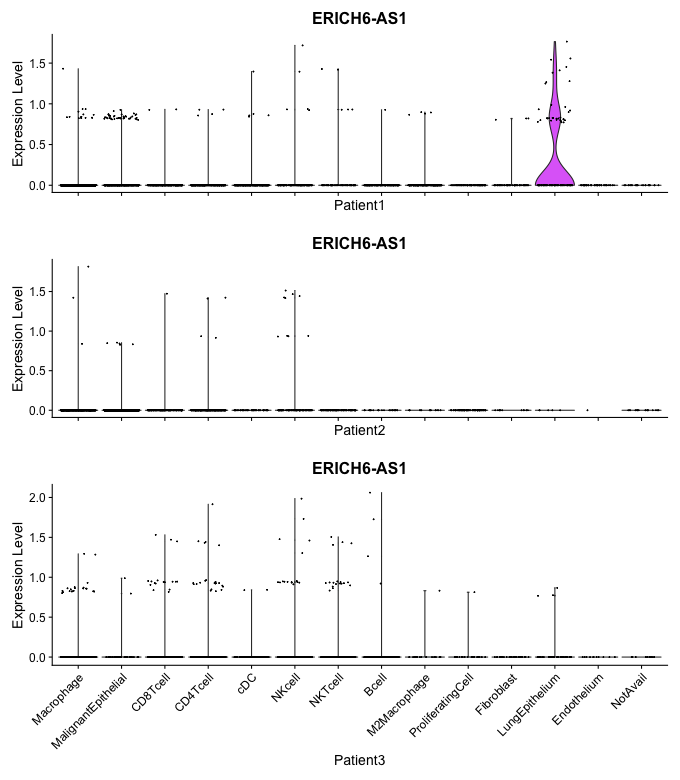 ERICH6-AS1
Expression Level
1.5
1.0
0.5
0.0
Patient1
ERICH6-AS1
Expression Level
1.5
1.0
0.5
0.0
Patient2
ERICH6-AS1
Expression Level
2.0
1.5
1.0
0.5
0.0
Macrophage
MalignantEpithelial
CD8Tcell
CD4Tcell
cDC
NKcell
NKTcell
Bcell
M2Macrophage
ProliferatingCell
Fibroblast
LungEpithelium
Endothelium
NotAvail
Patient3